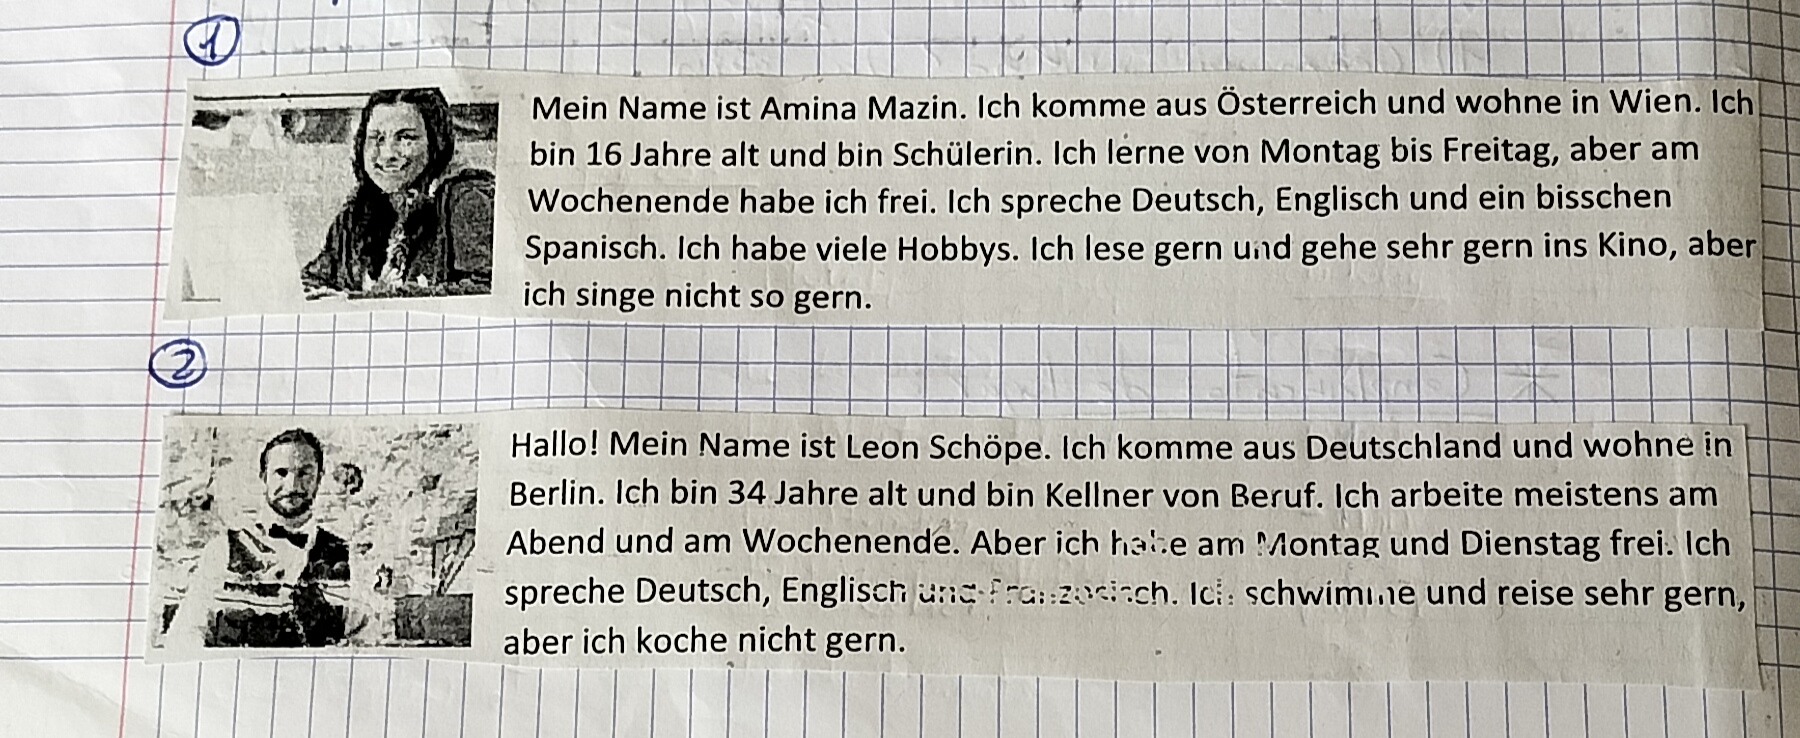 1
Mein Name ist Amina Mazin. Ich komme aus Österreich und wohne in Wien. Ich
bin 16 Jahre alt und bin Schülerin. Ich lerne von Montag bis Freitag, aber am
Wochenende habe ich frei. Ich spreche Deutsch, Englisch und ein bisschen
Spanisch. Ich habe viele Hobbys. Ich lese gern und gehe sehr gern ins Kino, aber
ich singe nicht so gern.
2
Hallo! Mein Name ist Leon Schöpe. Ich komme aus Deutschland und wohne in
Berlin. Ich bin 34 Jahre alt und bin Kellner von Beruf. Ich arbeite meistens am
Abend und am Wochenende. Aber ich habe am Montag und Dienstag frei. Ich
spreche Deutsch, Englisch und Französisch. Ich schwimme und reise sehr gern,
aber ich koche nicht gern.